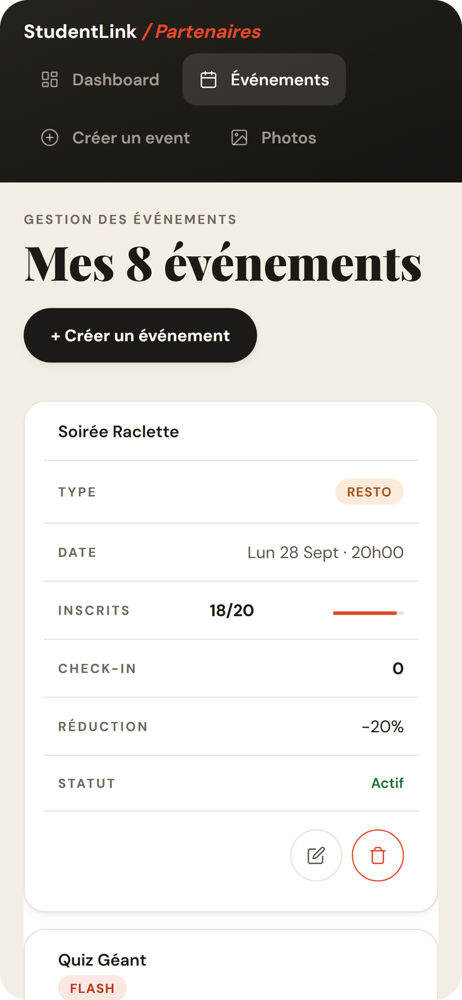 StudentLink / Partenaires
Dashboard
Événements
Créer un event
Photos
GESTION DES ÉVÉNEMENTS
Mes 8 événements
+ Créer un événement
Soirée Raclette
TYPE RESTO
DATE Lun 28 Sept · 20h00
INSCRITS 18/20
CHECK-IN 0
RÉDUCTION -20%
STATUT Actif
Quiz Géant
FLASH